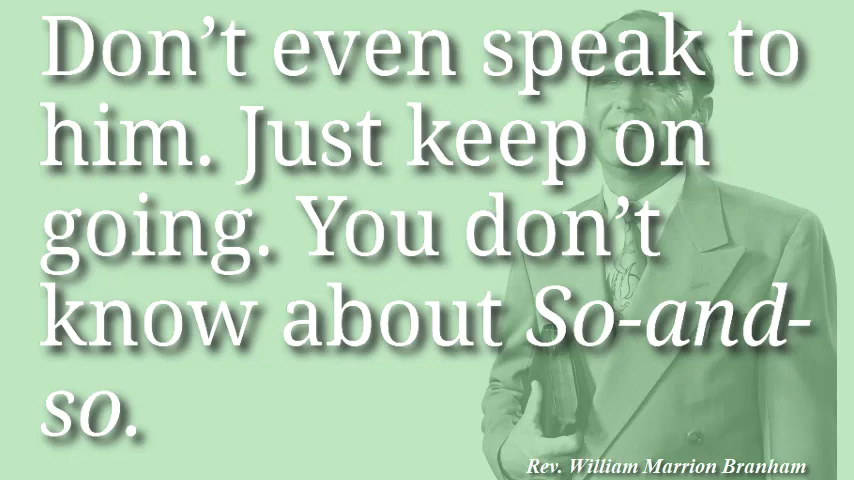 Don’t even speak to
him. Just keep on
going. You don’t
know about So-and-
so.
Rev. William Marrion Branham